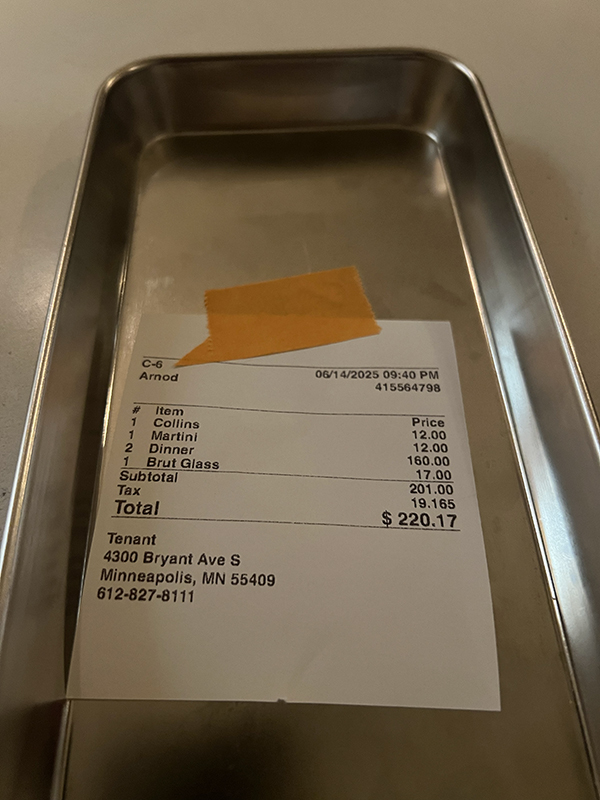 C-6
Arnod 06/14/2025 09:40 PM
415564798
# Item Price
1 Collins 12.00
1 Martini 12.00
2 Dinner 160.00
1 Brut Glass 17.00
Subtotal 201.00
Tax 19.165
Total $ 220.17
Tenant
4300 Bryant Ave S
Minneapolis, MN 55409
612-827-8111